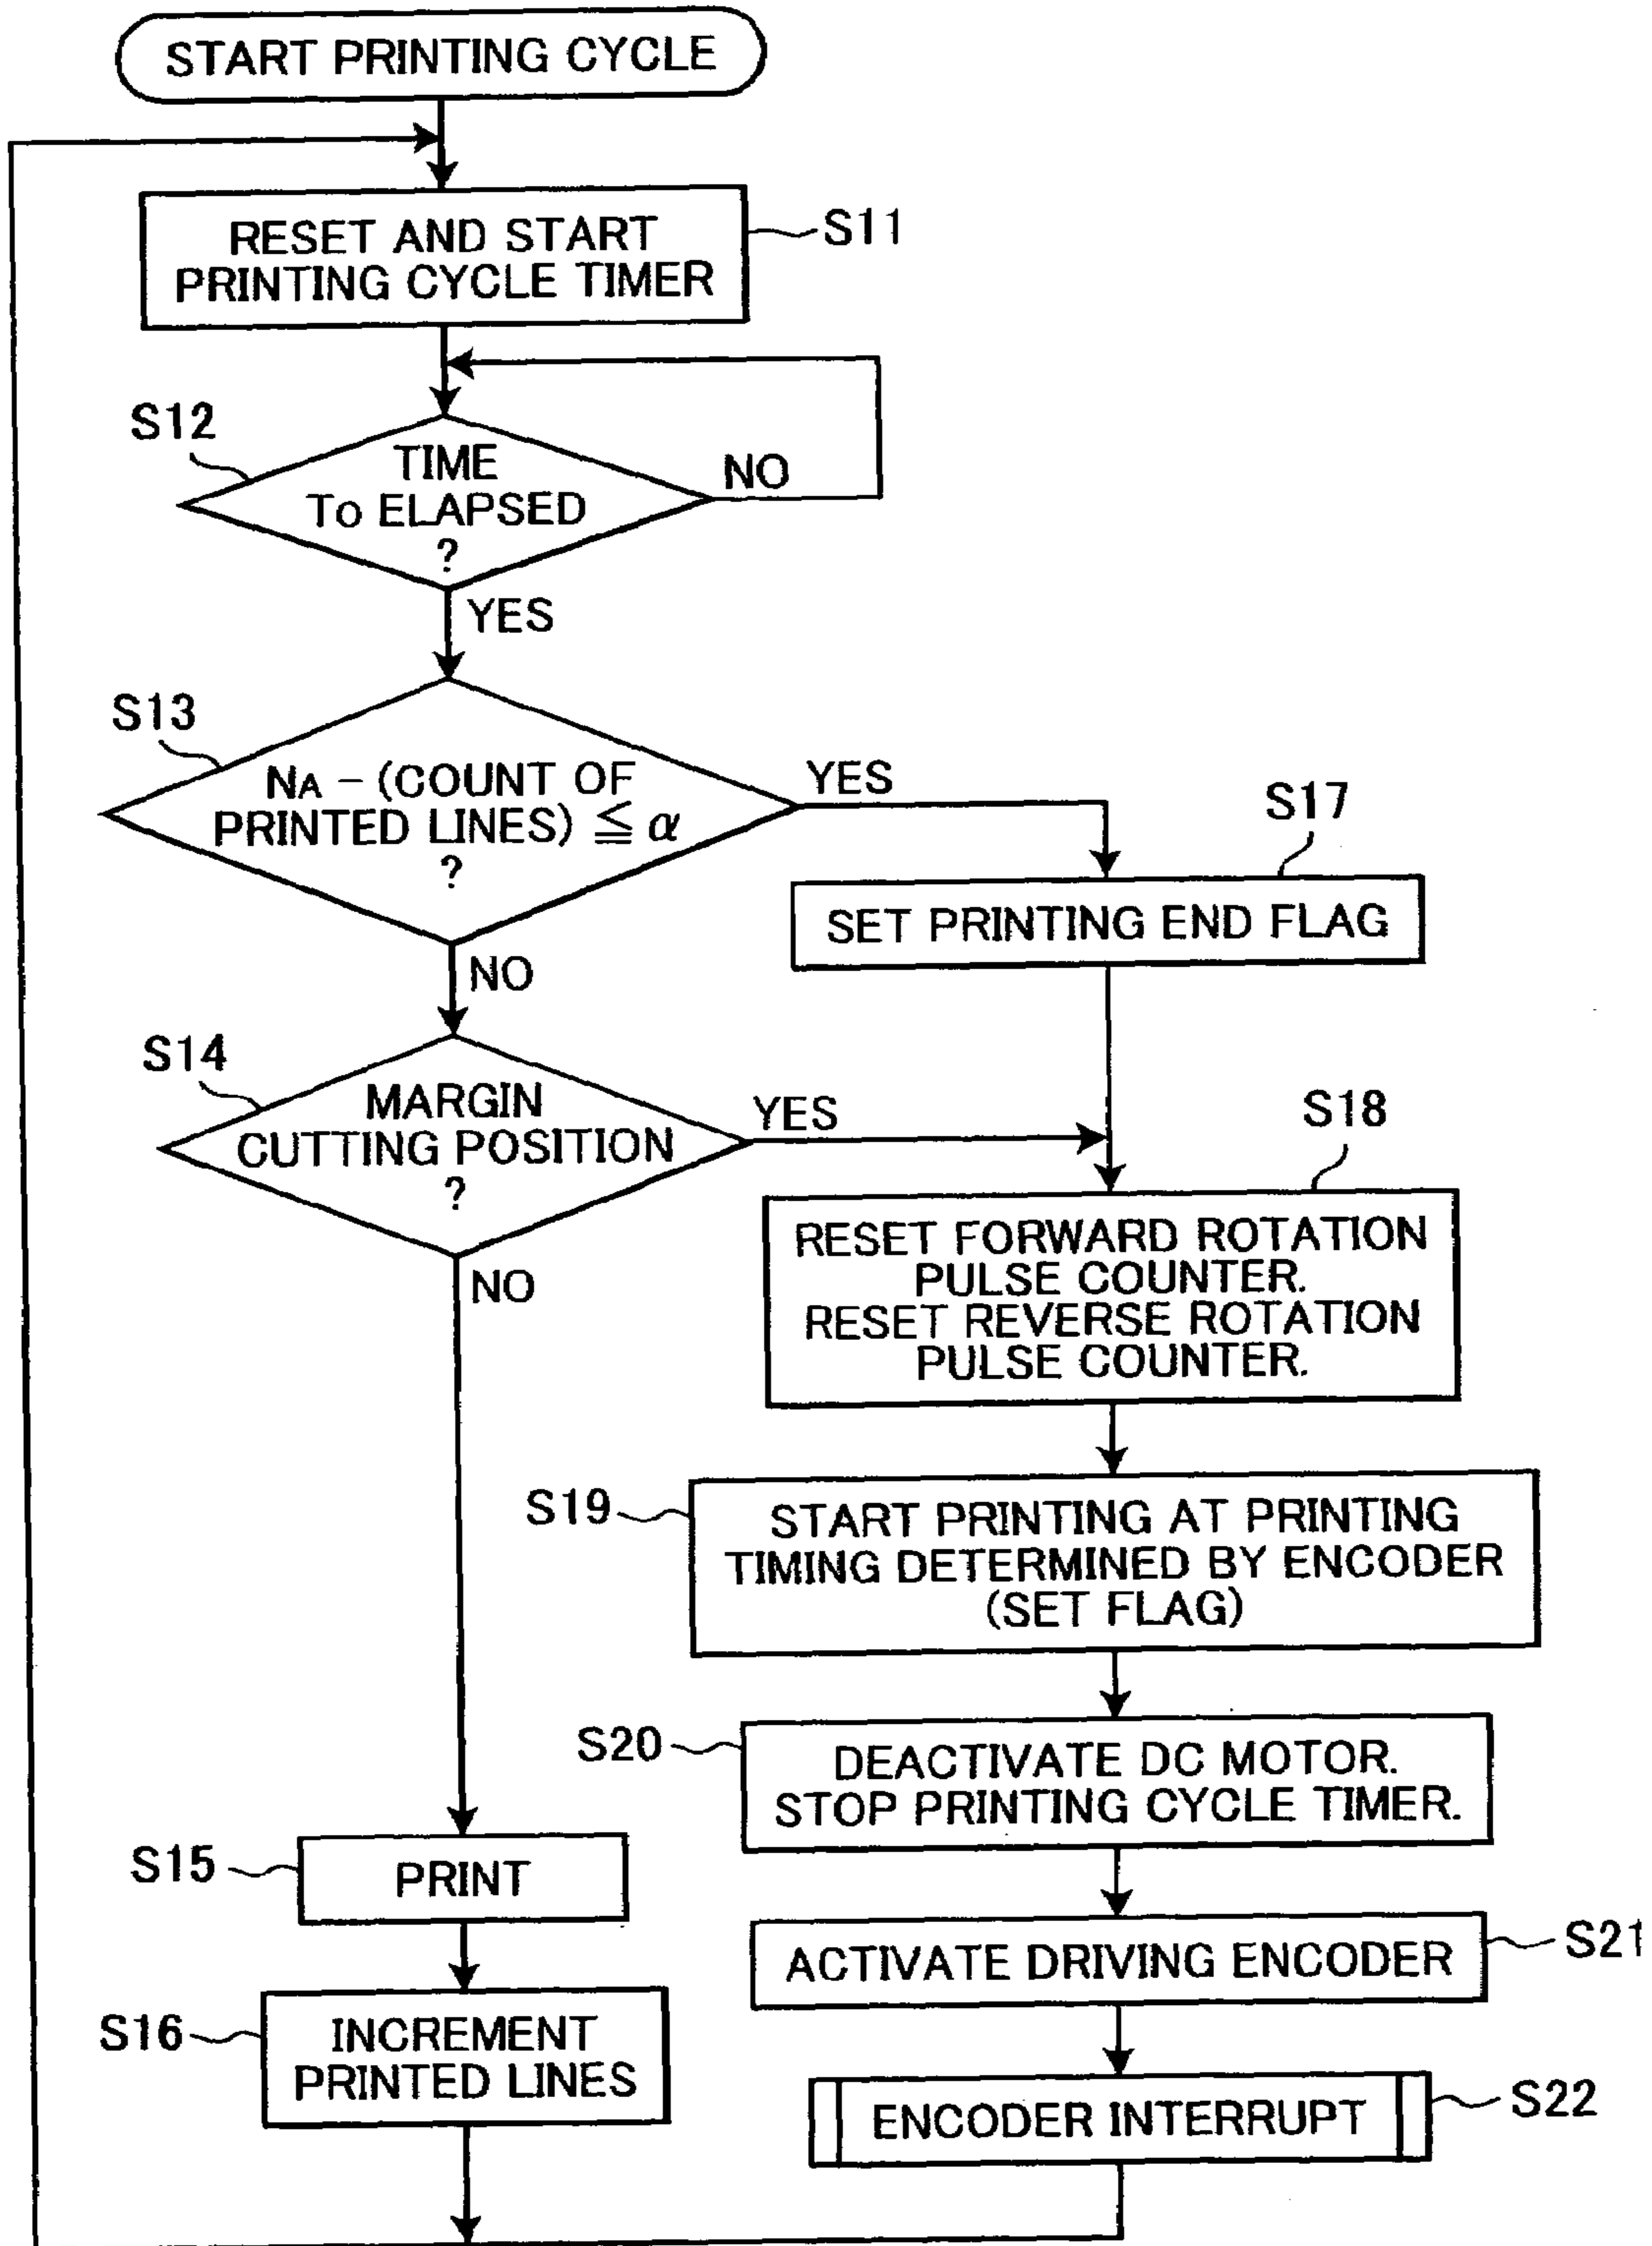 START PRINTING CYCLE
RESET AND START
PRINTING CYCLE TIMER
S11
S12
TIME
To ELAPSED
?
NO
YES
S13
NA – (COUNT OF
PRINTED LINES) ≦ α
?
YES
NO
S17
SET PRINTING END FLAG
S14
MARGIN
CUTTING POSITION
?
YES
NO
S18
RESET FORWARD ROTATION
PULSE COUNTER.
RESET REVERSE ROTATION
PULSE COUNTER.
S19
START PRINTING AT PRINTING
TIMING DETERMINED BY ENCODER
(SET FLAG)
S20
DEACTIVATE DC MOTOR.
STOP PRINTING CYCLE TIMER.
S15
PRINT
ACTIVATE DRIVING ENCODER
S21
S16
INCREMENT
PRINTED LINES
ENCODER INTERRUPT
S22